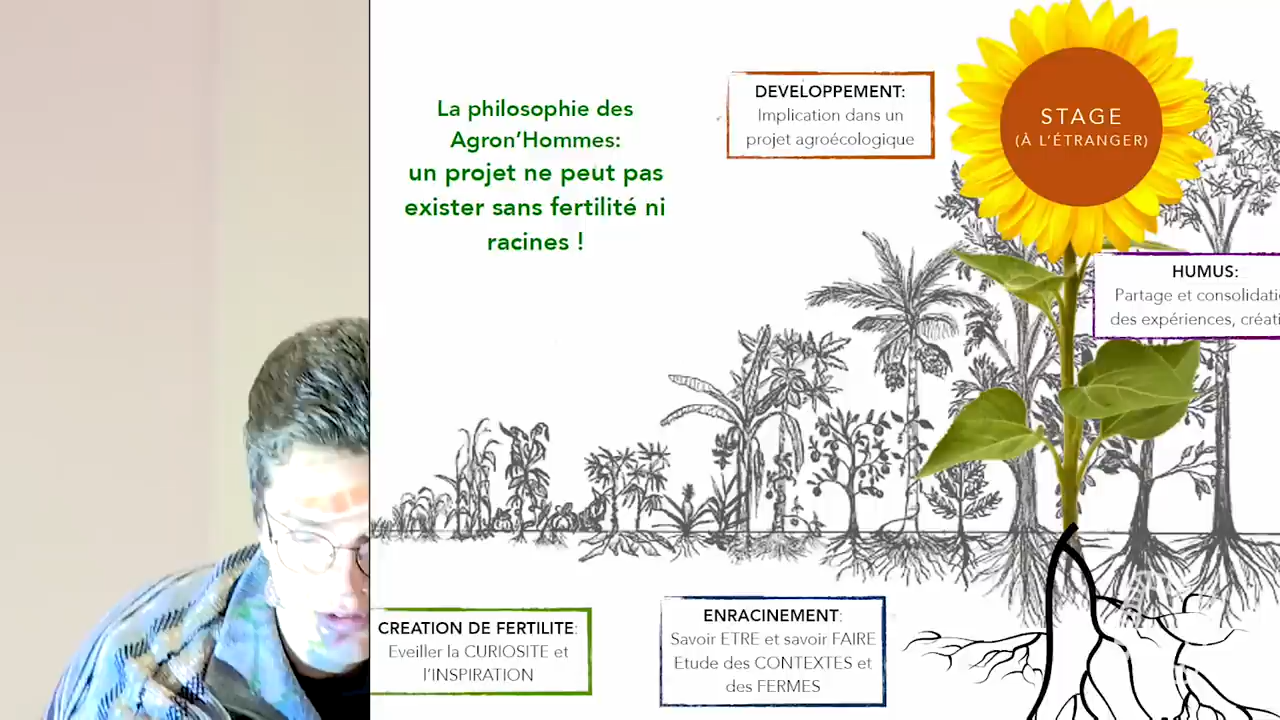 La philosophie des
Agron'Hommes:
un projet ne peut pas
exister sans fertilité ni
racines !
DEVELOPPEMENT:
Implication dans un
projet agroécologique
STAGE
(À L'ÉTRANGER)
HUMUS:
Partage et
des expériences,
CREATION DE FERTILITE:
Eveiller la CURIOSITE et
l'INSPIRATION
ENRACINEMENT:
Savoir ETRE et savoir FAIRE
Etude des CONTEXTES et
des FERMES